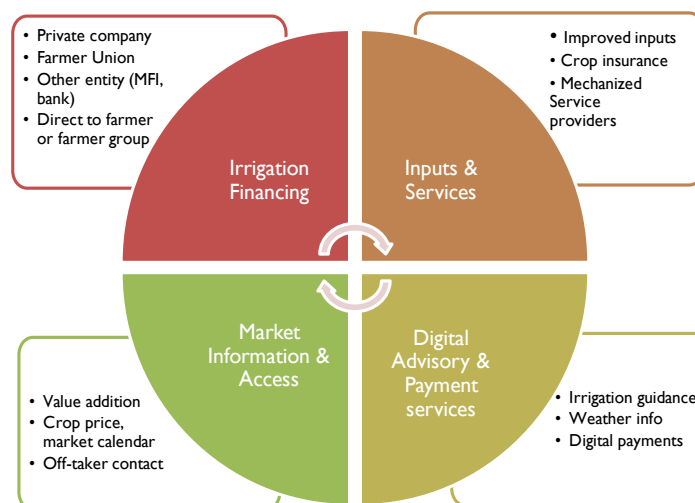 • Private company
• Farmer Union
• Other entity (MFI,
bank)
• Direct to farmer
or farmer group
• Improved inputs
• Crop insurance
• Mechanized
Service
providers
Irrigation
Financing
Inputs &
Services
Market
Information &
Access
Digital
Advisory &
Payment
services
• Value addition
• Crop price,
market calendar
• Off-taker contact
• Irrigation guidance
• Weather info
• Digital payments